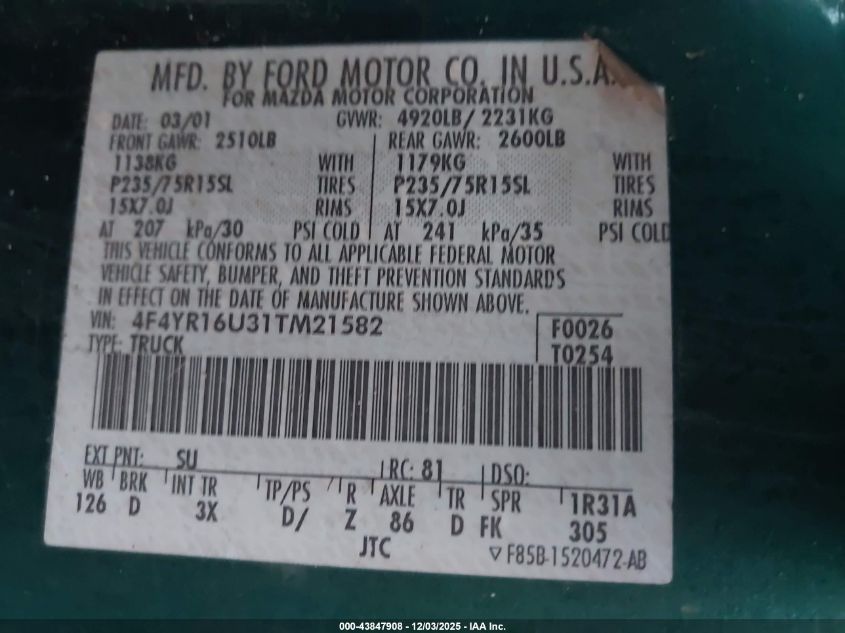 MFD. BY FORD MOTOR CO. IN U.S.A.
FOR MAZDA MOTOR CORPORATION
DATE: 03/01 GVWR: 4920LB/ 2231KG
FRONT GAWR: 2510LB REAR GAWR: 2600LB
1138KG WITH 1179KG WITH
P235/75R15SL TIRES P235/75R15SL TIRES
15X7.0J RIMS 15X7.0J RIMS
AT 207 kPa/30 PSI COLD AT 241 kPa/35 PSI COLD
THIS VEHICLE CONFORMS TO ALL APPLICABLE FEDERAL MOTOR
VEHICLE SAFETY, BUMPER, AND THEFT PREVENTION STANDARDS
IN EFFECT ON THE DATE OF MANUFACTURE SHOWN ABOVE.
VIN: 4F4YR16U31TM21582 F0026
TYPE: TRUCK T0254
EXT PNT: SU RC: 81 DSO:
WB BRK INT TR TP/PS R AXLE TR SPR 1R31A
126 D 3X D/ Z 86 D FK 305
JTC F85B-1520472-AB
000-43847908 - 12/03/2025 - IAA Inc.